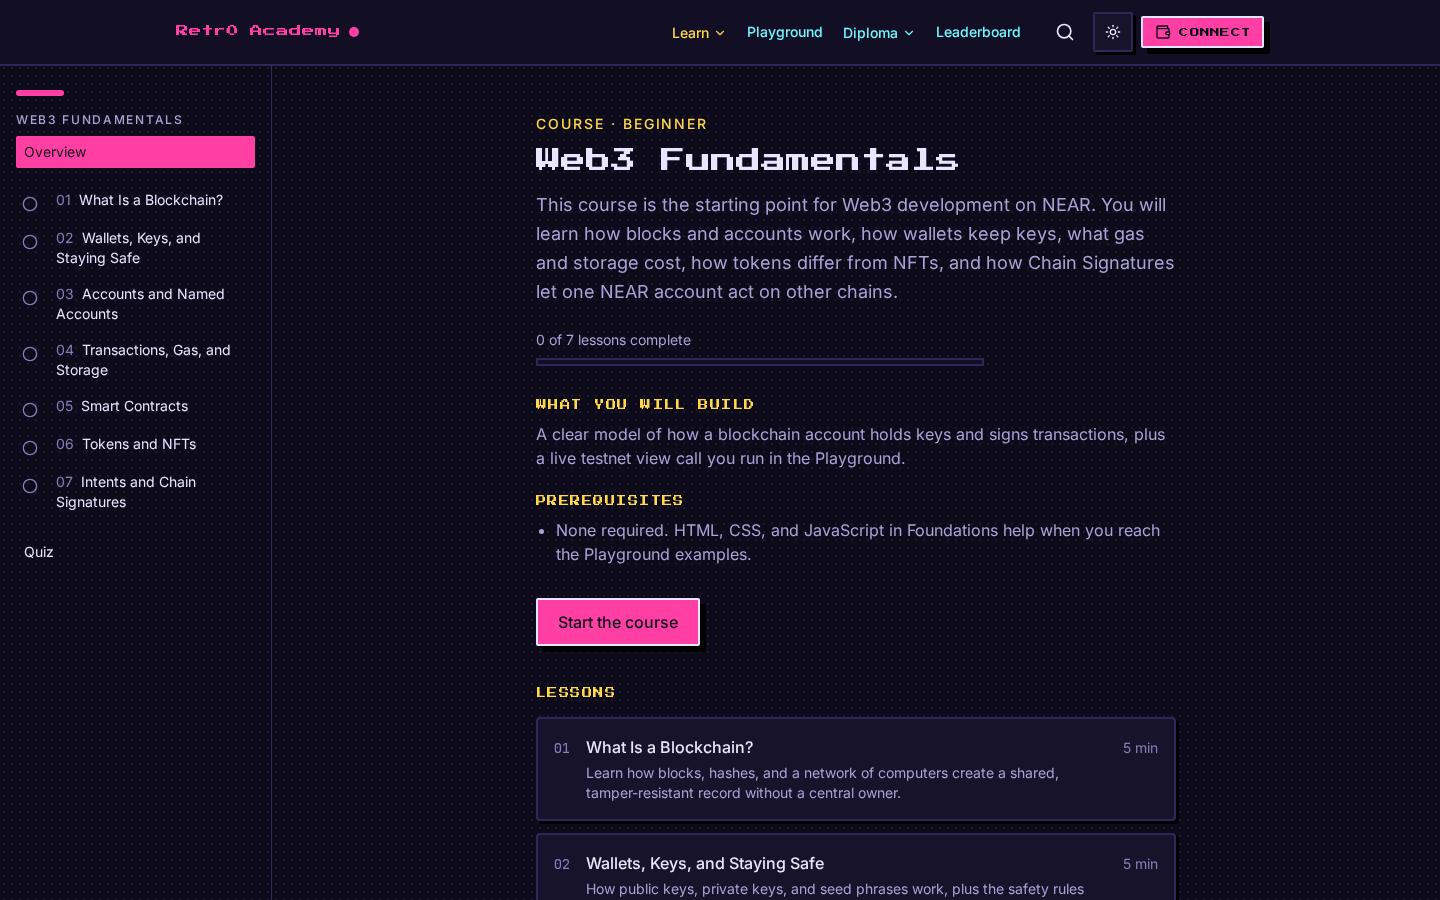 Retr0 Academy
Learn
Playground
Diploma
Leaderboard
CONNECT
WEB3 FUNDAMENTALS
Overview
01 What Is a Blockchain?
02 Wallets, Keys, and
Staying Safe
03 Accounts and Named
Accounts
04 Transactions, Gas, and
Storage
05 Smart Contracts
06 Tokens and NFTs
07 Intents and Chain
Signatures
Quiz
COURSE · BEGINNER
Web3 Fundamentals
This course is the starting point for Web3 development on NEAR. You will
learn how blocks and accounts work, how wallets keep keys, what gas
and storage cost, how tokens differ from NFTs, and how Chain Signatures
let one NEAR account act on other chains.
0 of 7 lessons complete
WHAT YOU WILL BUILD
A clear model of how a blockchain account holds keys and signs transactions, plus
a live testnet view call you run in the Playground.
PREREQUISITES
• None required. HTML, CSS, and JavaScript in Foundations help when you reach
the Playground examples.
Start the course
LESSONS
01 What Is a Blockchain? 5 min
Learn how blocks, hashes, and a network of computers create a shared,
tamper-resistant record without a central owner.
02 Wallets, Keys, and Staying Safe 5 min
How public keys, private keys, and seed phrases work, plus the safety rules